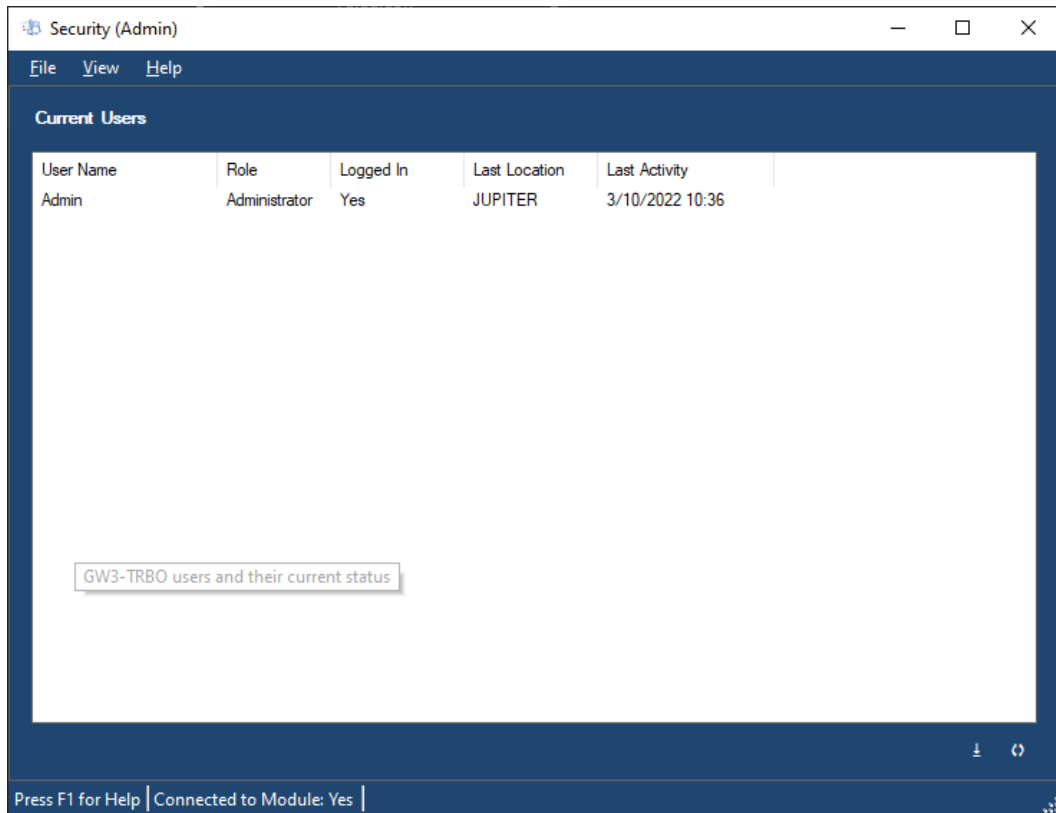 Security (Admin)
File View Help
Current Users
User Name Role Logged In Last Location Last Activity
Admin Administrator Yes JUPITER 3/10/2022 10:36
GW3-TRBO users and their current status
Press F1 for Help Connected to Module: Yes